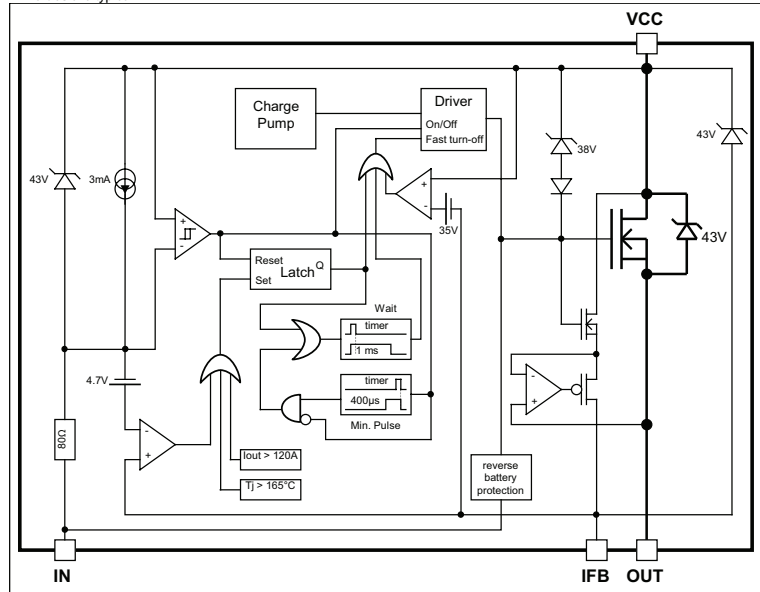 VCC
Charge
Pump
Driver
On/Off
Fast turn-off
43V
3mA
38V
43V
+
-
35V
+
-
43V
Reset
Set
Latch
Q
Wait
timer
1 ms
4.7V
timer
400µs
Min. Pulse
-
+
80Ω
-
+
Iout > 120A
Tj > 165°C
reverse
battery
protection
IN
IFB
OUT